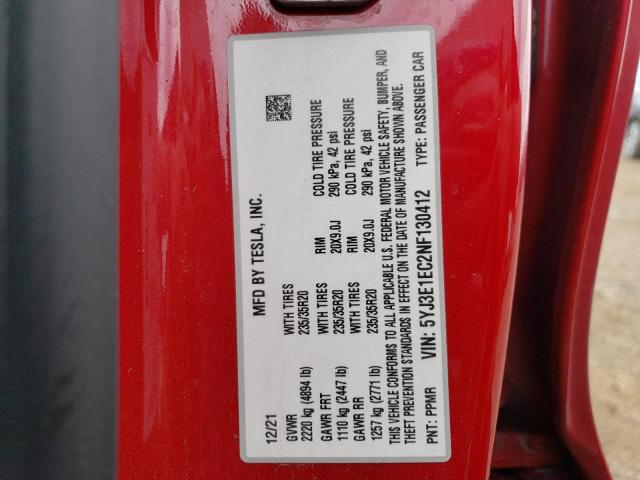 MFD BY TESLA, INC.
12/21
GVWR
2220 kg (4894 lb) WITH TIRES 235/35R20
GAWR FRT WITH TIRES RIM COLD TIRE PRESSURE
1110 kg (2447 lb) 235/35R20 20X9.0J 290 kPa, 42 psi
GAWR RR WITH TIRES RIM COLD TIRE PRESSURE
1257 kg (2771 lb) 235/35R20 20X9.0J 290 kPa, 42 psi
THIS VEHICLE CONFORMS TO ALL APPLICABLE U.S. FEDERAL MOTOR VEHICLE SAFETY, BUMPER, AND
THEFT PREVENTION STANDARDS IN EFFECT ON THE DATE OF MANUFACTURE SHOWN ABOVE.
PNT: PPMR VIN: 5YJ3E1EC2NF130412 TYPE: PASSENGER CAR